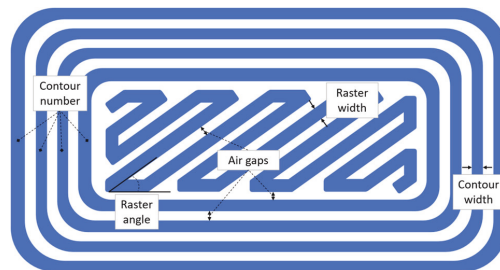 Contour
number
Raster
width
Air gaps
Raster
angle
Contour
width